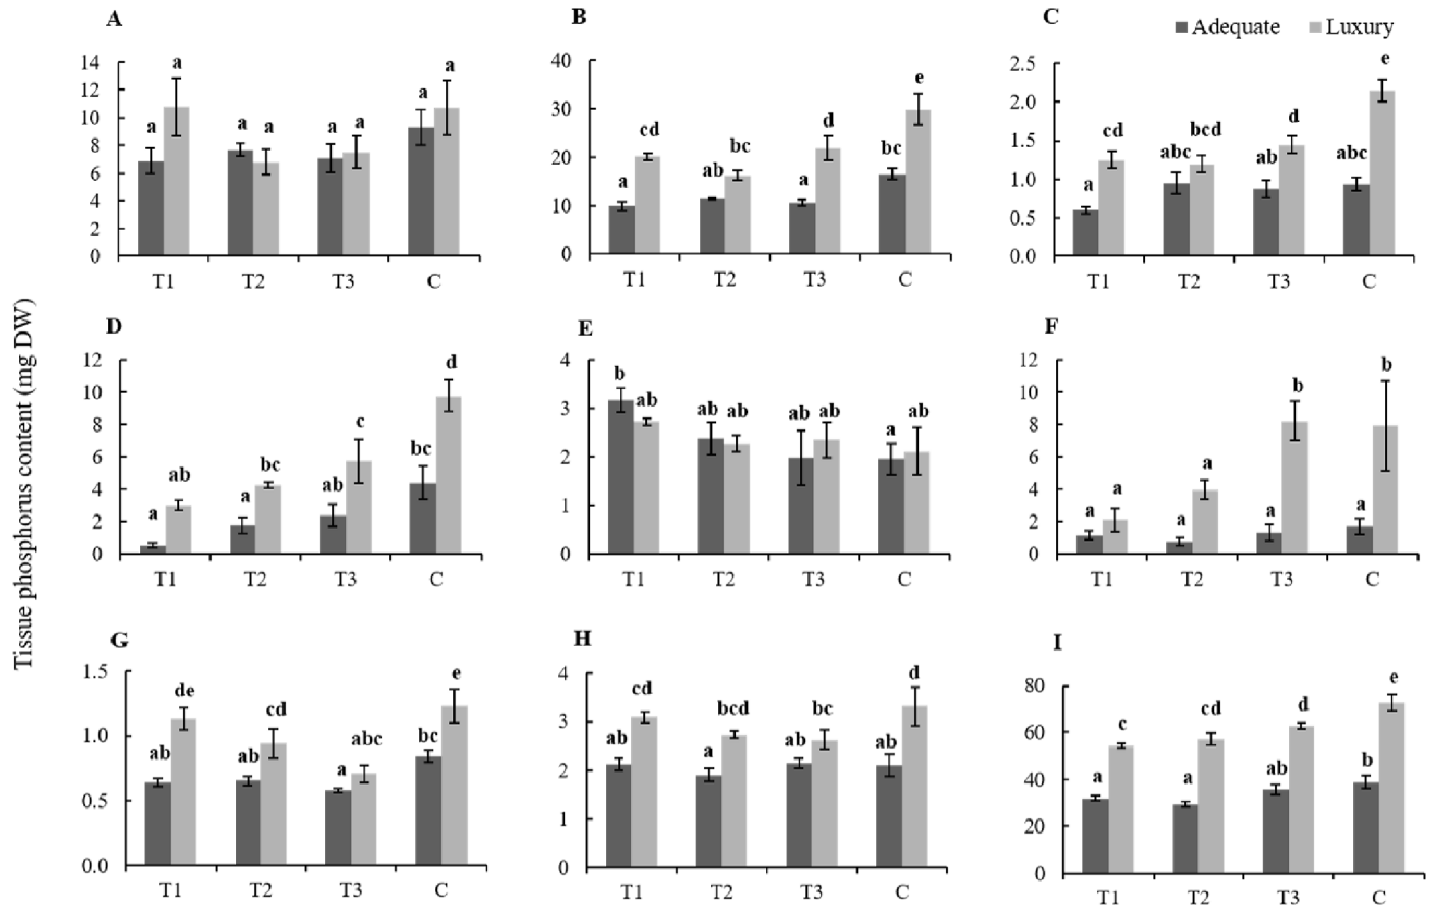 A
B
C
Adequate
Luxury
14
12
10
8
6
4
2
0
a
a
a
a
a
a
a
a
T1
T2
T3
C
40
30
20
10
0
a
cd
ab
bc
a
d
bc
e
T1
T2
T3
C
2.5
2.0
1.5
1.0
0.5
0.0
a
cd
abc
bcd
ab
d
abc
e
T1
T2
T3
C
Tissue phosphorus content (mg DW)
D
E
F
12
10
8
6
4
2
0
a
ab
a
bc
ab
c
bc
d
T1
T2
T3
C
4
3
2
1
0
b
ab
ab
ab
ab
ab
a
ab
T1
T2
T3
C
12
10
8
6
4
2
0
a
a
a
a
a
b
a
b
T1
T2
T3
C
G
H
I
1.5
1.0
0.5
0.0
ab
de
ab
cd
a
abc
bc
e
T1
T2
T3
C
4
3
2
1
0
ab
cd
a
bcd
ab
bc
ab
d
T1
T2
T3
C
80
60
40
20
0
a
c
a
cd
ab
d
b
e
T1
T2
T3
C